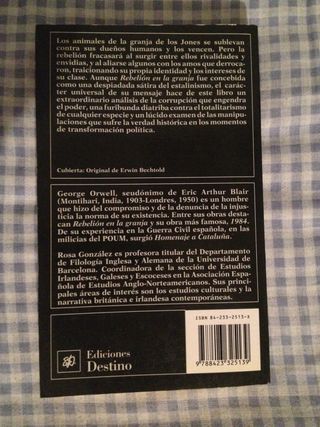 Los animales de la granja de los Jones se sublevan
contra sus dueños humanos y los vencen. Pero la
rebelión fracasará al surgir entre ellos rivalidades y
envidias, y al aliarse algunos con los amos que derroca-
ron, traicionando su propia identidad y los intereses de
su clase. Aunque Rebelión en la granja fue concebida
como una despiadada sátira del estalinismo, el carác-
ter universal de su mensaje hace de este libro un
extraordinario análisis de la corrupción que engendra
el poder, una furibunda diatriba contra el totalitarismo
de cualquier especie y un lúcido examen de las manipula-
ciones que sufre la verdad histórica en los momentos
de transformación política.
Cubierta: Original de Erwin Bechtold
George Orwell, seudónimo de Eric Arthur Blair
(Montihari, India, 1903-Londres, 1950) es un hombre
que hizo del compromiso y de la denuncia de la injus-
ticia la norma de su existencia. Entre sus obras desta-
can Rebelión en la granja y su obra más famosa, 1984.
De su experiencia en la Guerra Civil española, en las
milicias del POUM, surgió Homenaje a Cataluña.
Rosa González es profesora titular del Departamento
de Filología Inglesa y Alemana de la Universidad de
Barcelona. Coordinadora de la sección de Estudios
Irlandeses, Galeses y Escoceses en la Asociación Espa-
ñola de Estudios Anglo-Norteamericanos. Sus princi-
pales áreas de interés son los estudios culturales y la
narrativa británica e irlandesa contemporáneas.
ISBN 84-233-2513-X
9 788423 325139
Ediciones
Destino